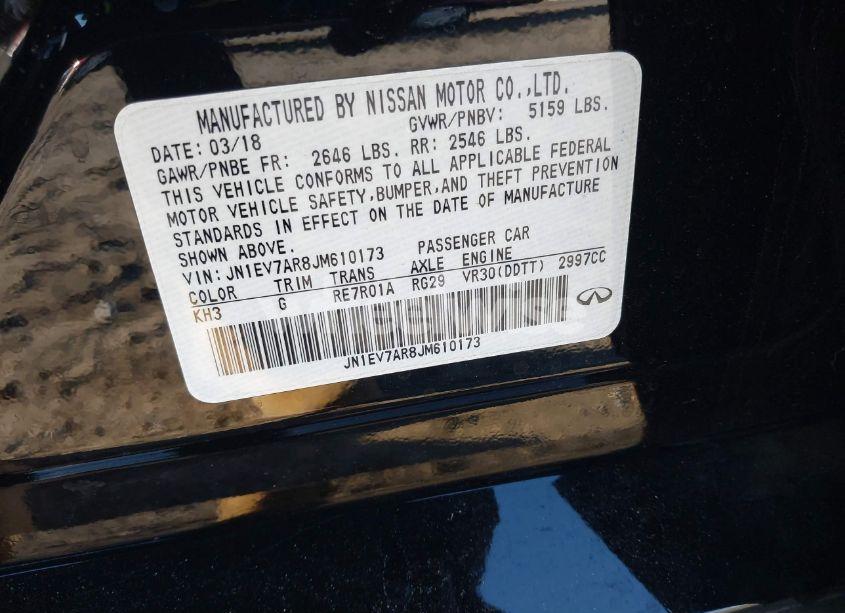 MANUFACTURED BY NISSAN MOTOR CO.,LTD.
DATE: 03/18 GVWR/PNBV: 5159 LBS.
GAWR/PNBE FR: 2646 LBS. RR: 2546 LBS.
THIS VEHICLE CONFORMS TO ALL APPLICABLE FEDERAL
MOTOR VEHICLE SAFETY,BUMPER,AND THEFT PREVENTION
STANDARDS IN EFFECT ON THE DATE OF MANUFACTURE
SHOWN ABOVE.
VIN: JN1EV7AR8JM610173 PASSENGER CAR
COLOR TRIM TRANS AXLE ENGINE
KH3 G RE7R01A RG29 VR30(DDTT) 2997CC
JN1EV7AR8JM610173